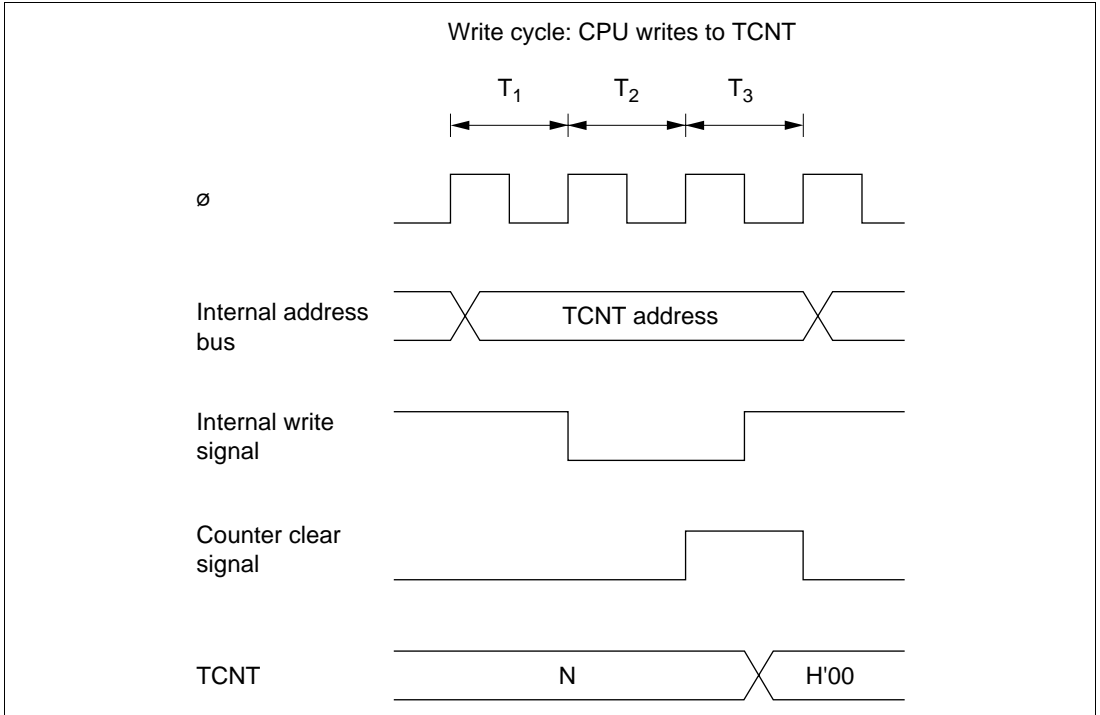 Write cycle: CPU writes to TCNT
T1 T2 T3
ø
Internal address
bus
TCNT address
Internal write
signal
Counter clear
signal
TCNT N H'00